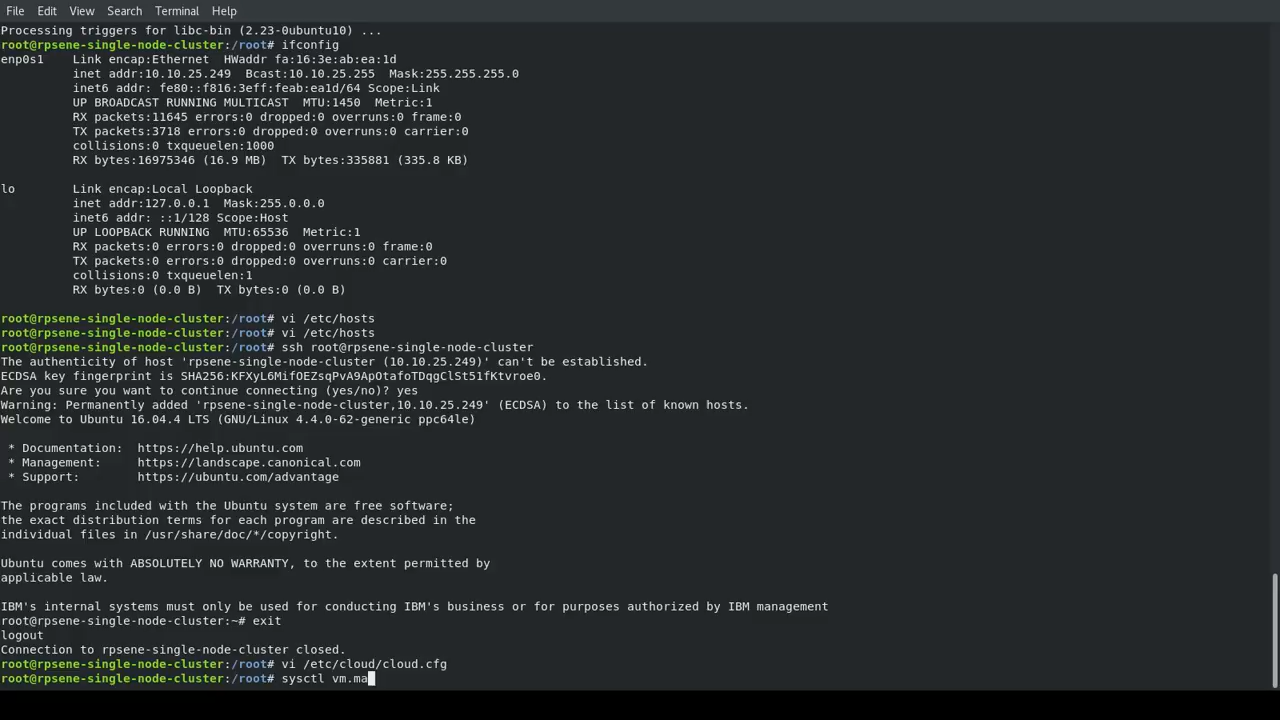 File Edit View Search Terminal Help
Processing triggers for libc-bin (2.23-0ubuntu10) ...
root@rpsene-single-node-cluster:/root# ifconfig
enp0s1    Link encap:Ethernet  HWaddr fa:16:3e:ab:ea:1d
          inet addr:10.10.25.249  Bcast:10.10.25.255  Mask:255.255.255.0
          inet6 addr: fe80::f816:3eff:feab:ea1d/64 Scope:Link
          UP BROADCAST RUNNING MULTICAST  MTU:1450  Metric:1
          RX packets:11645 errors:0 dropped:0 overruns:0 frame:0
          TX packets:3718 errors:0 dropped:0 overruns:0 carrier:0
          collisions:0 txqueuelen:1000
          RX bytes:16975346 (16.9 MB)  TX bytes:335881 (335.8 KB)
lo        Link encap:Local Loopback
          inet addr:127.0.0.1  Mask:255.0.0.0
          inet6 addr: ::1/128 Scope:Host
          UP LOOPBACK RUNNING  MTU:65536  Metric:1
          RX packets:0 errors:0 dropped:0 overruns:0 frame:0
          TX packets:0 errors:0 dropped:0 overruns:0 carrier:0
          collisions:0 txqueuelen:1
          RX bytes:0 (0.0 B)  TX bytes:0 (0.0 B)
root@rpsene-single-node-cluster:/root# vi /etc/hosts
root@rpsene-single-node-cluster:/root# vi /etc/hosts
root@rpsene-single-node-cluster:/root# ssh root@rpsene-single-node-cluster
The authenticity of host 'rpsene-single-node-cluster (10.10.25.249)' can't be established.
ECDSA key fingerprint is SHA256:KFXyL6MifOEZsqPvA9ApOtafoTDqgClSt51fKtvroe0.
Are you sure you want to continue connecting (yes/no)? yes
Warning: Permanently added 'rpsene-single-node-cluster,10.10.25.249' (ECDSA) to the list of known hosts.
Welcome to Ubuntu 16.04.4 LTS (GNU/Linux 4.4.0-62-generic ppc64le)
 * Documentation:  https://help.ubuntu.com
 * Management:     https://landscape.canonical.com
 * Support:        https://ubuntu.com/advantage
The programs included with the Ubuntu system are free software;
the exact distribution terms for each program are described in the
individual files in /usr/share/doc/*/copyright.
Ubuntu comes with ABSOLUTELY NO WARRANTY, to the extent permitted by
applicable law.
IBM's internal systems must only be used for conducting IBM's business or for purposes authorized by IBM management
root@rpsene-single-node-cluster:~# exit
logout
Connection to rpsene-single-node-cluster closed.
root@rpsene-single-node-cluster:/root# vi /etc/cloud/cloud.cfg
root@rpsene-single-node-cluster:/root# sysctl vm.ma